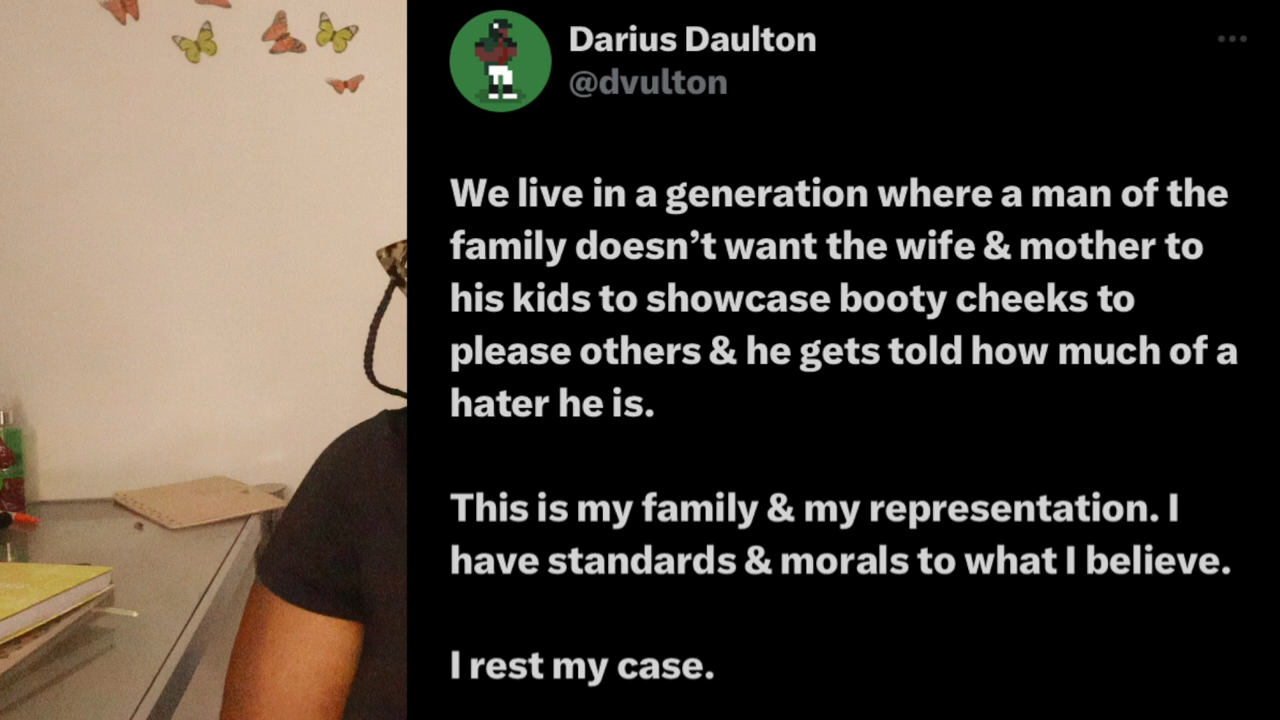 Darius Daulton
@dvulton
We live in a generation where a man of the
family doesn’t want the wife & mother to
his kids to showcase booty cheeks to
please others & he gets told how much of a
hater he is.
This is my family & my representation. I
have standards & morals to what I believe.
I rest my case.